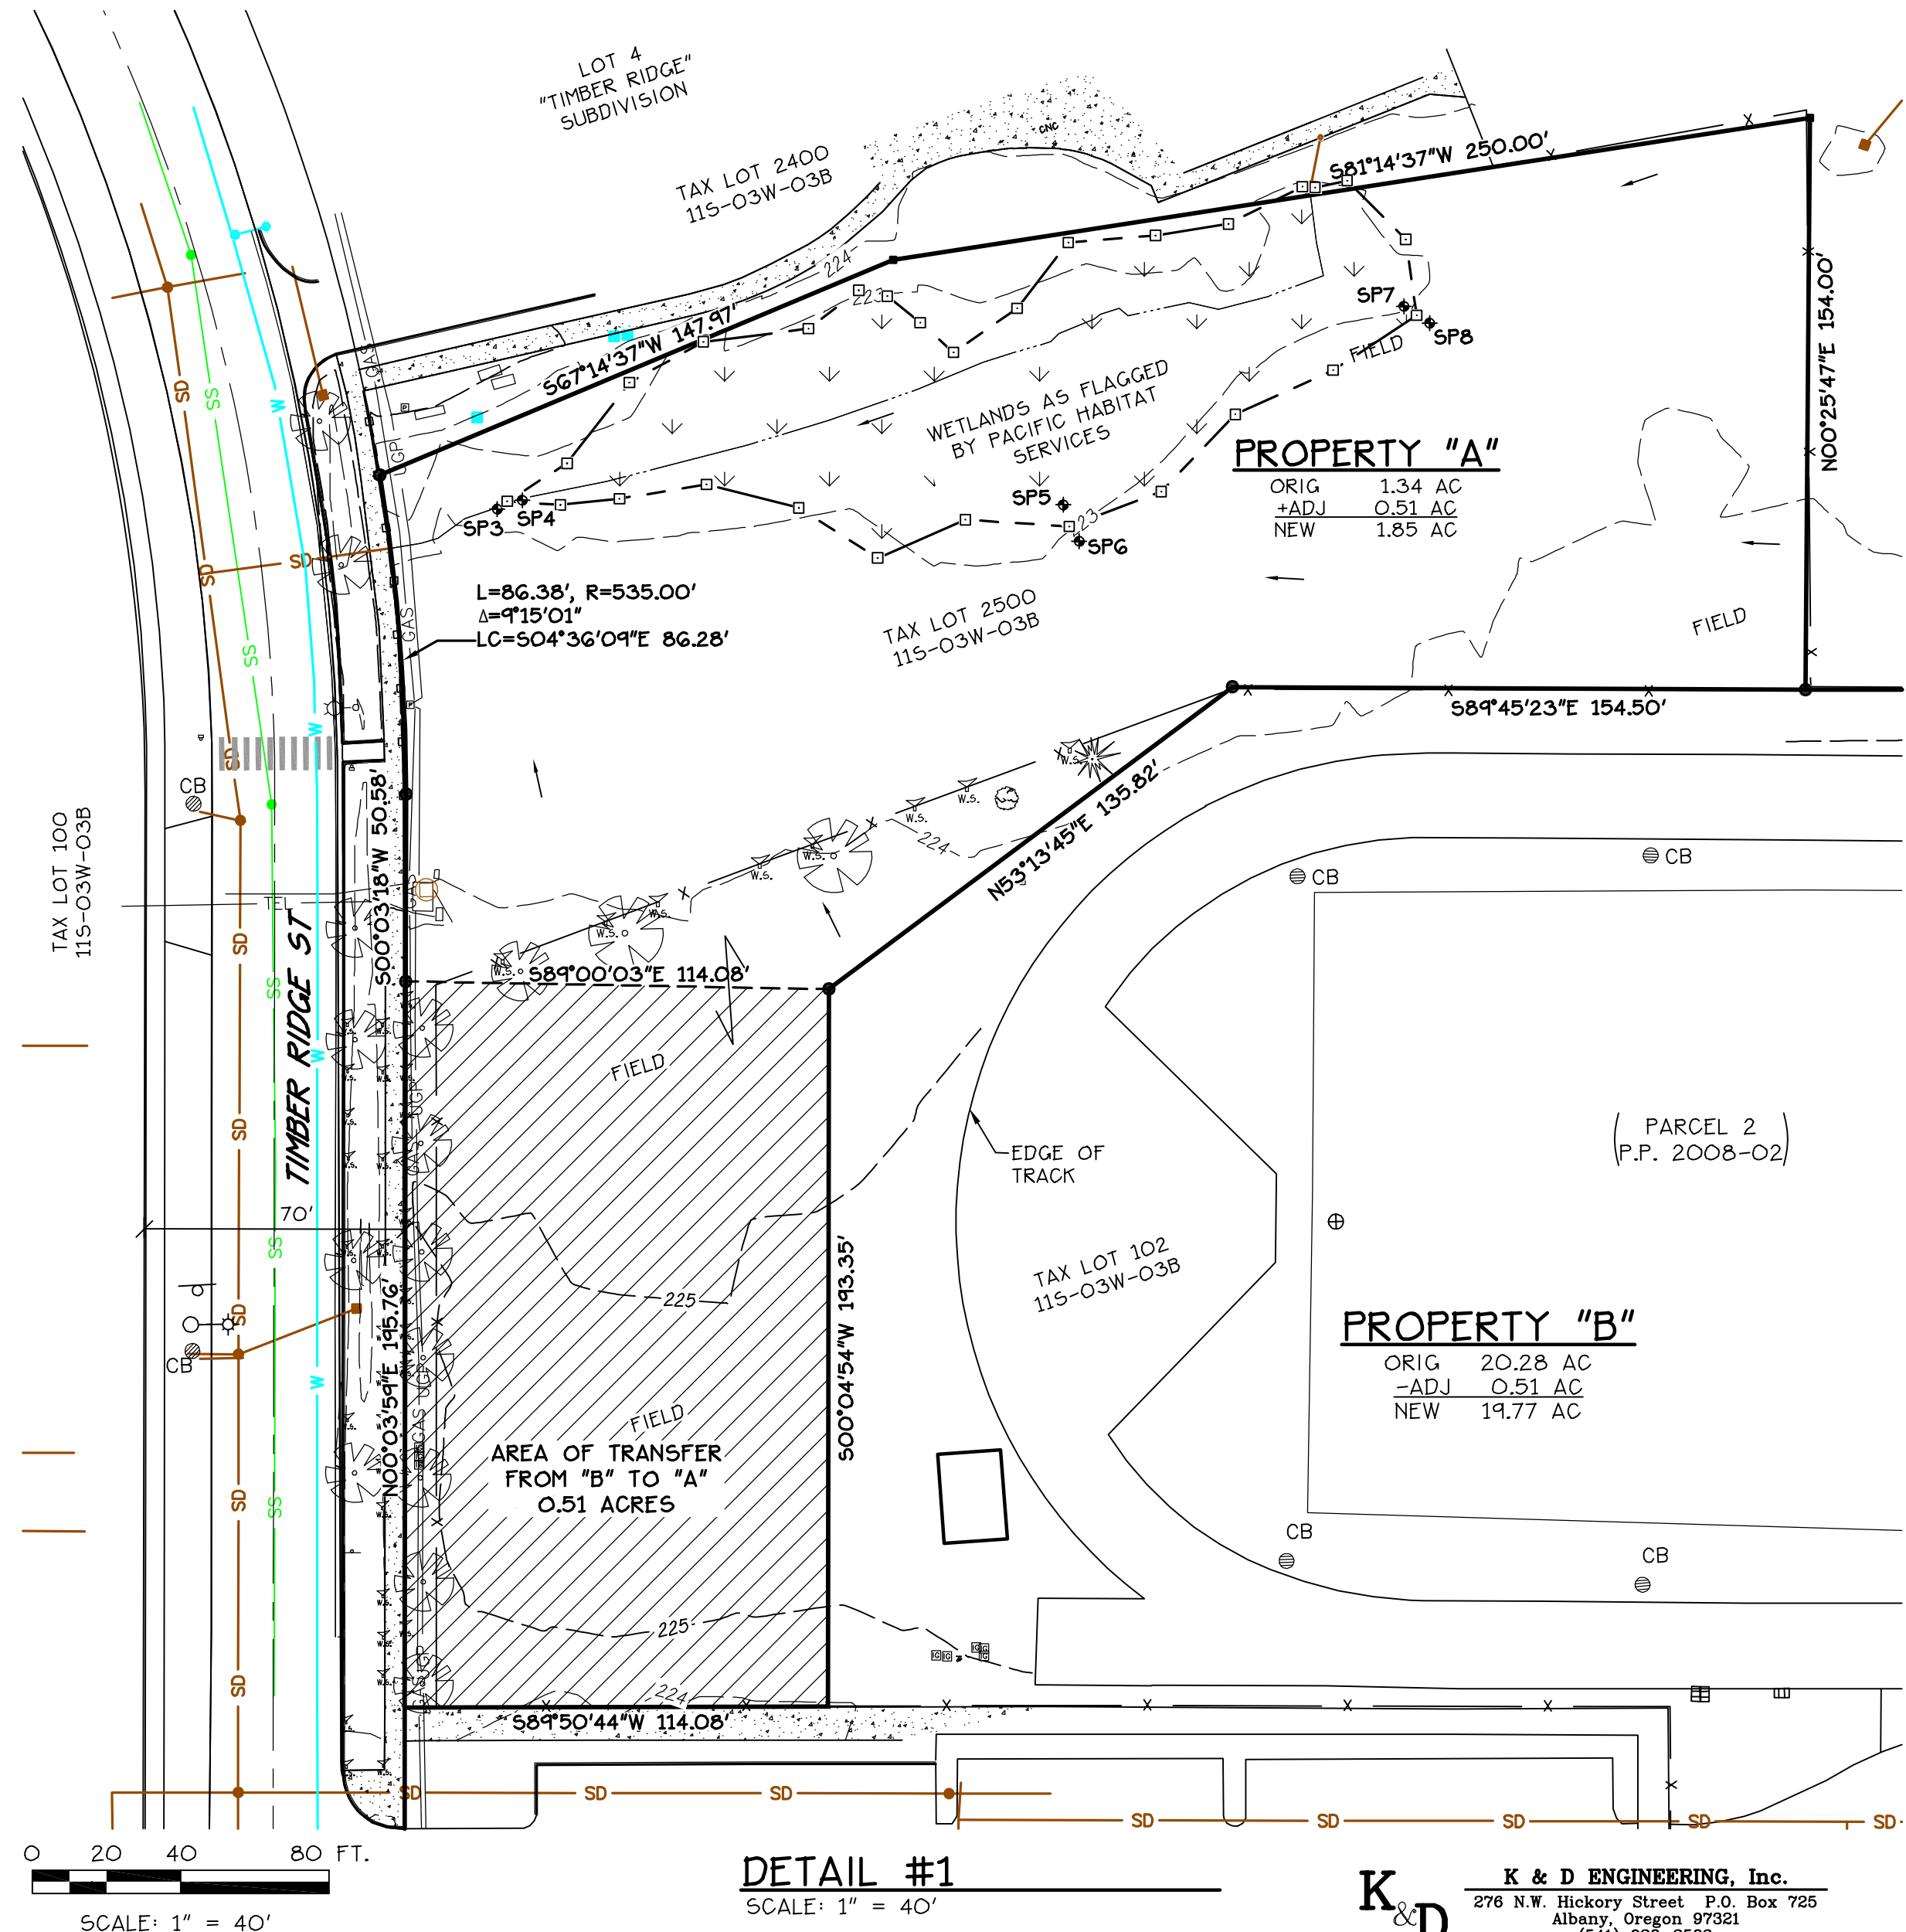 LOT 4
"TIMBER RIDGE"
SUBDIVISION
TAX LOT 2400
11S-03W-03B
CNC
S81°14'37"W 250.00'
224
223
S67°14'37"W 147.97'
N00°25'47"E 154.00'
SP7
SP8
FIELD
WETLANDS AS FLAGGED
BY PACIFIC HABITAT
SERVICES
PROPERTY "A"
ORIG 1.34 AC
+ADJ 0.51 AC
NEW 1.85 AC
SP3
SP4
SP5
SP6
L=86.38', R=535.00'
Δ=9°15'01"
LC=S04°36'09"E 86.28'
TAX LOT 2500
11S-03W-03B
FIELD
S89°45'23"E 154.50'
TAX LOT 100
11S-03W-03B
CB
S00°03'18"W 50.58'
N53°13'45"E 135.82'
224
CB
CB
TEL
TIMBER RIDGE ST
S89°00'03"E 114.08'
FIELD
EDGE OF
TRACK
PARCEL 2
(P.P. 2008-02)
70'
225
TAX LOT 102
11S-03W-03B
N00°03'59"E 195.76'
S00°04'54"W 193.35'
CB
PROPERTY "B"
ORIG 20.28 AC
-ADJ 0.51 AC
NEW 19.77 AC
FIELD
AREA OF TRANSFER
FROM "B" TO "A"
0.51 ACRES
CB
CB
225
224
S89°50'44"W 114.08'
SD SD SD SD SD SD SD SD
0 20 40 80 FT.
SCALE: 1" = 40'
DETAIL #1
SCALE: 1" = 40'
K&D
K & D ENGINEERING, Inc.
276 N.W. Hickory Street P.O. Box 725
Albany, Oregon 97321